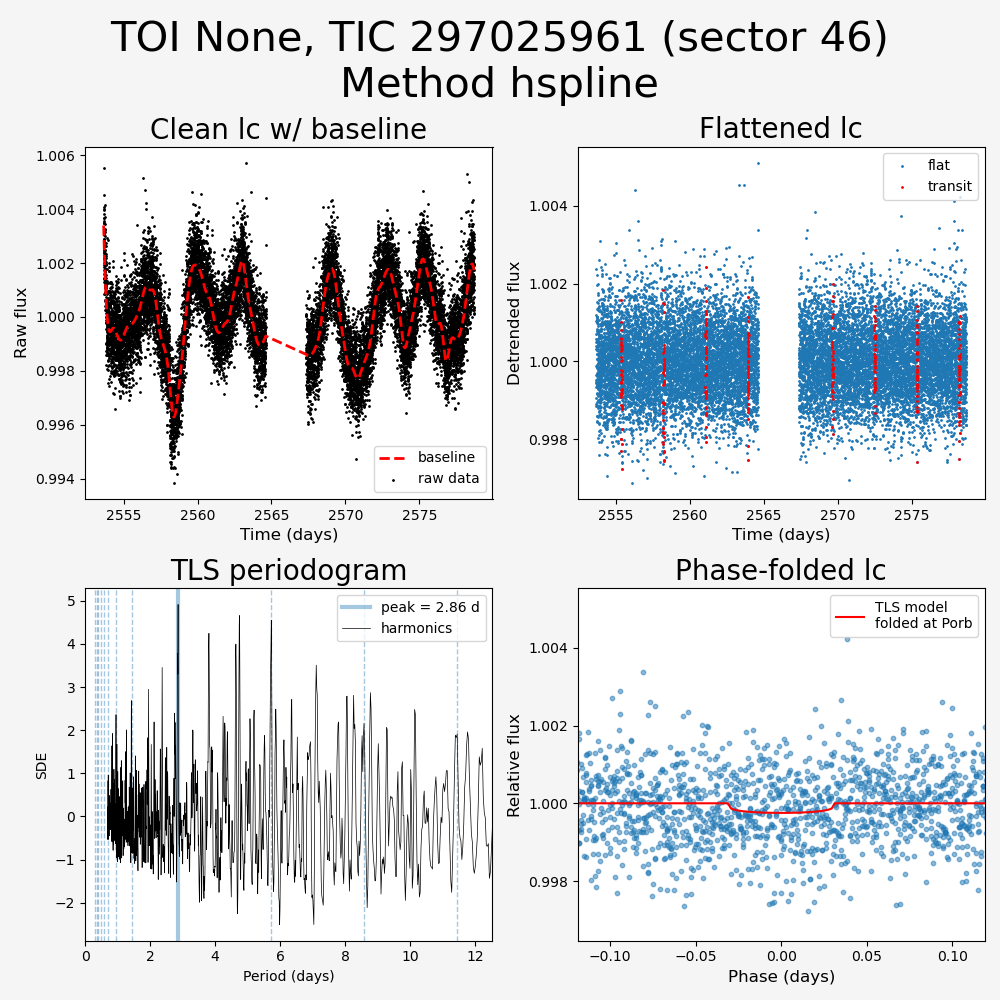 TOI None, TIC 297025961 (sector 46)
Method hspline
Clean lc w/ baseline
1.006
1.004
1.002
1.000
0.998
0.996
0.994
Raw flux
baseline
raw data
2555
2560
2565
2570
2575
Time (days)
Flattened lc
1.004
1.002
1.000
0.998
Detrended flux
flat
transit
2555
2560
2565
2570
2575
Time (days)
TLS periodogram
5
4
3
2
1
0
−1
−2
SDE
peak = 2.86 d
harmonics
0
2
4
6
8
10
12
Period (days)
Phase-folded lc
1.004
1.002
1.000
0.998
Relative flux
TLS model
folded at Porb
−0.10
−0.05
0.00
0.05
0.10
Phase (days)